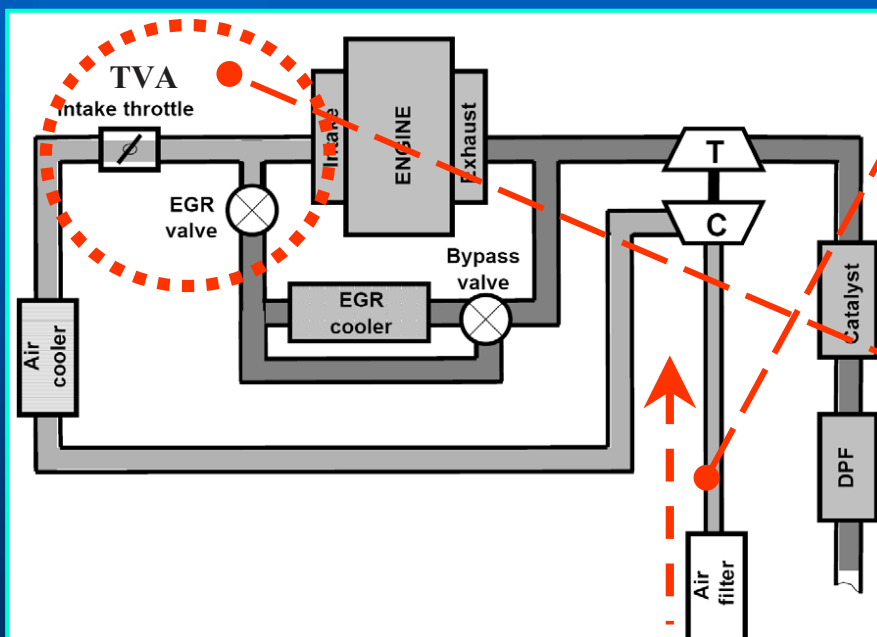 TVA
Intake throttle
Intake
ENGINE
Exhaust
T
C
EGR
valve
Bypass
valve
EGR
cooler
Air
cooler
Catalyst
DPF
Air
filter